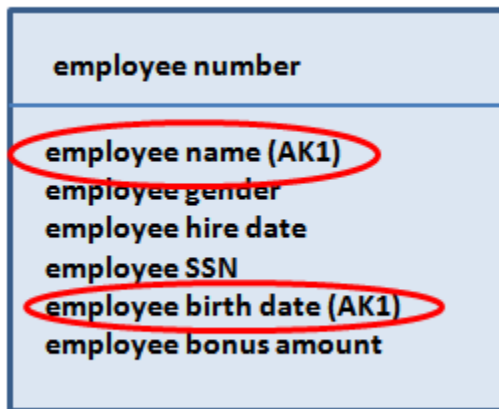 employee number
employee name (AK1)
employee gender
employee hire date
employee SSN
employee birth date (AK1)
employee bonus amount